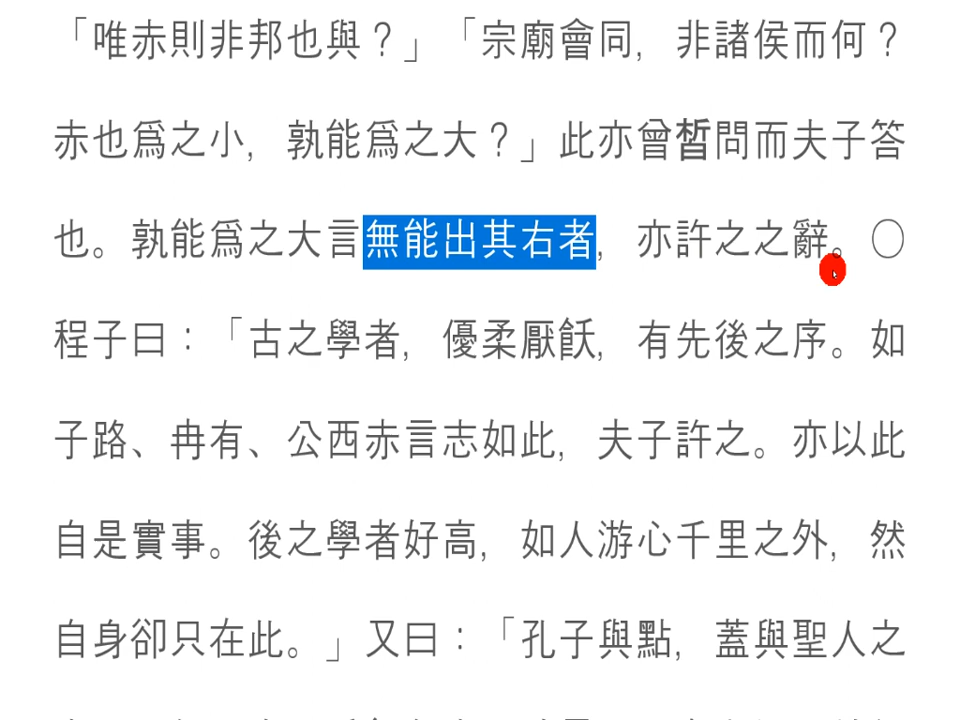 「唯赤則非邦也與？」「宗廟會同，非諸侯而何？
赤也爲之小，孰能爲之大？」此亦曾晳問而夫子答
也。孰能爲之大言無能出其右者，亦許之之辭。○
程子曰：「古之學者，優柔厭飫，有先後之序。如
子路、冉有、公西赤言志如此，夫子許之。亦以此
自是實事。後之學者好高，如人游心千里之外，然
自身卻只在此。」又曰：「孔子與點，蓋與聖人之